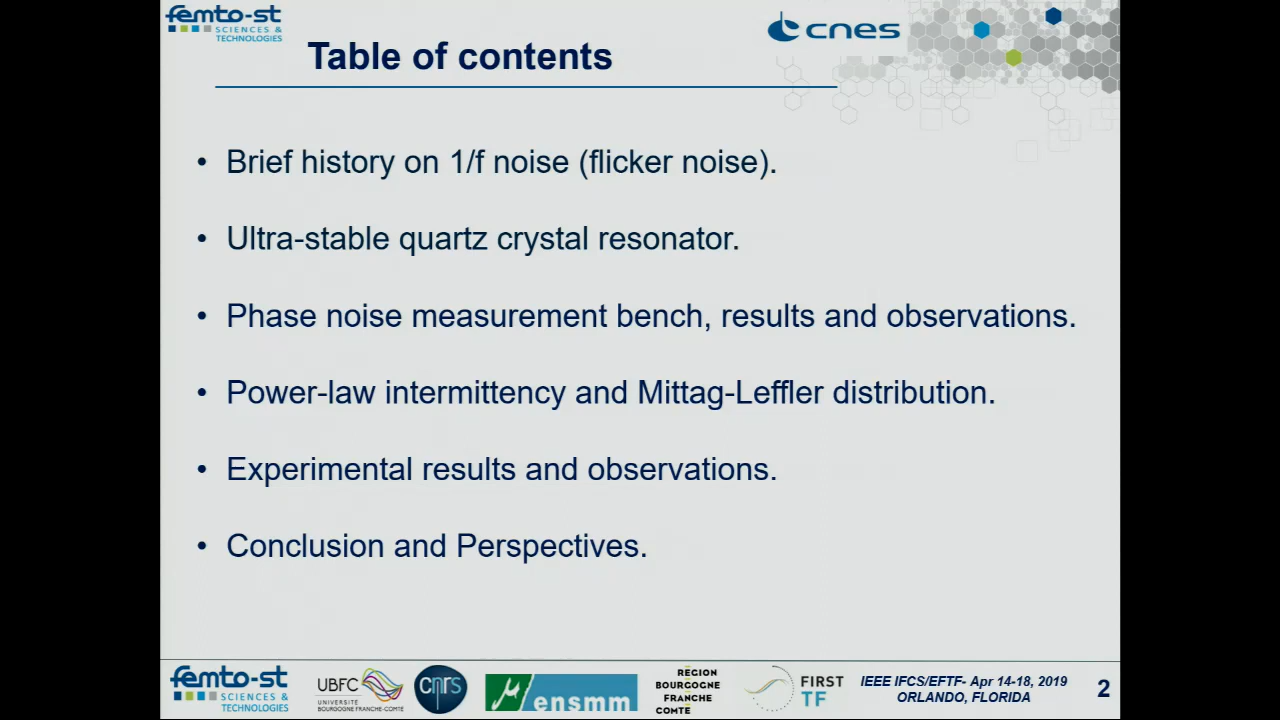 femto-st
SCIENCES &
TECHNOLOGIES
cnes
Table of contents
• Brief history on 1/f noise (flicker noise).
• Ultra-stable quartz crystal resonator.
• Phase noise measurement bench, results and observations.
• Power-law intermittency and Mittag-Leffler distribution.
• Experimental results and observations.
• Conclusion and Perspectives.
femto-st
SCIENCES &
TECHNOLOGIES
UBFC
UNIVERSITÉ
BOURGOGNE FRANCHE-COMTÉ
cnrs
µ ensmm
RÉGION
BOURGOGNE
FRANCHE
COMTÉ
FIRST
TF
IEEE IFCS/EFTF- Apr 14-18, 2019
ORLANDO, FLORIDA
2